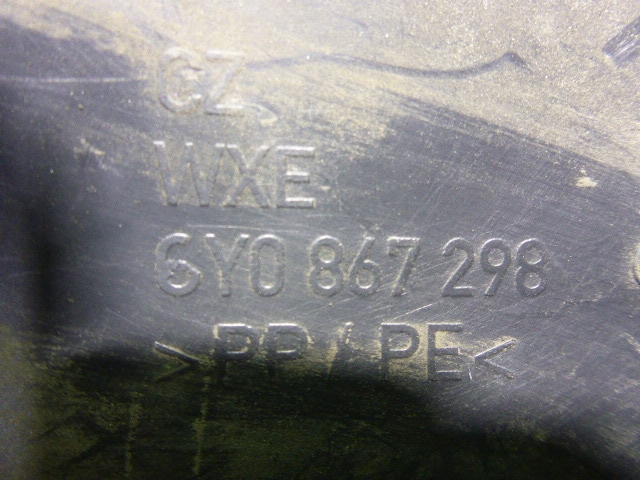 CZ
WXE
6Y0 867 298
>PP / PE<